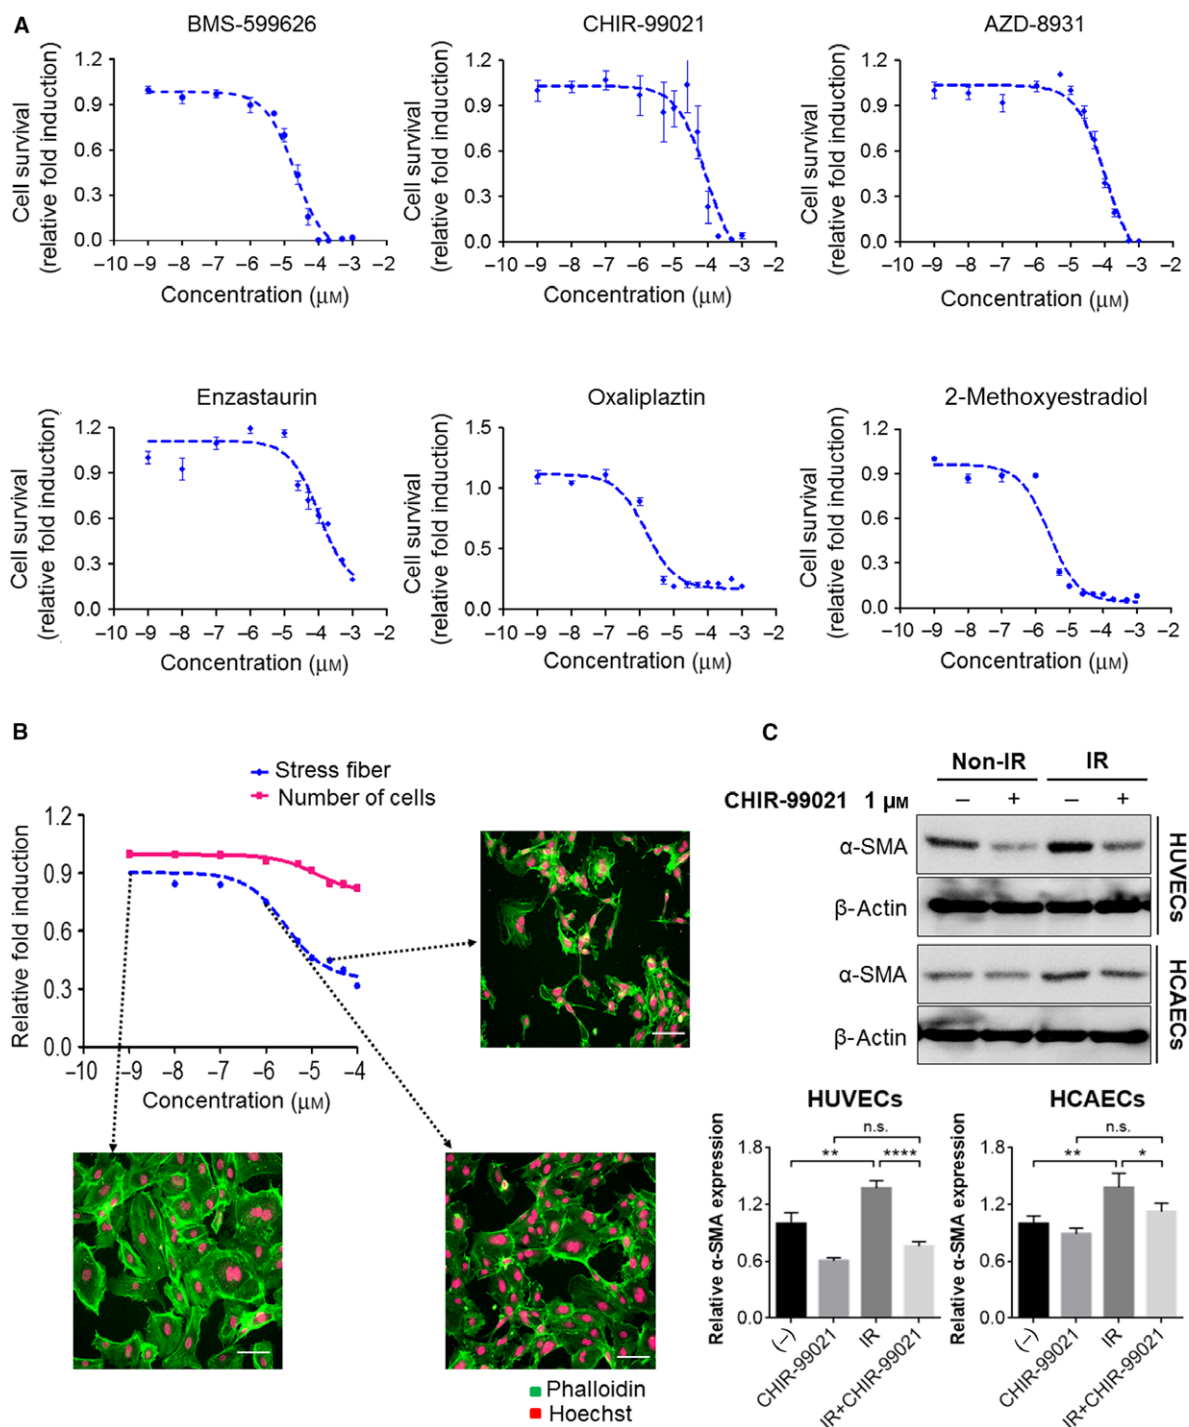 A
BMS-599626
CHIR-99021
AZD-8931
Cell survival
(relative fold induction)
1.2
0.9
0.6
0.3
0.0
−10 −9 −8 −7 −6 −5 −4 −3 −2
Concentration (μM)
Cell survival
(relative fold induction)
1.2
0.9
0.6
0.3
0.0
−10 −9 −8 −7 −6 −5 −4 −3 −2
Concentration (μM)
Cell survival
(relative fold induction)
1.2
0.9
0.6
0.3
0.0
−10 −9 −8 −7 −6 −5 −4 −3 −2
Concentration (μM)
Enzastaurin
Oxaliplaztin
2-Methoxyestradiol
Cell survival
(relative fold induction)
1.2
0.9
0.6
0.3
0.0
−10 −9 −8 −7 −6 −5 −4 −3 −2
Concentration (μM)
Cell survival
(relative fold induction)
1.5
1.0
0.5
0.0
−10 −9 −8 −7 −6 −5 −4 −3 −2
Concentration (μM)
Cell survival
(relative fold induction)
1.2
0.9
0.6
0.3
0.0
−10 −9 −8 −7 −6 −5 −4 −3 −2
Concentration (μM)
B
Stress fiber
Number of cells
Relative fold induction
1.2
0.9
0.6
0.3
0.0
−10 −9 −8 −7 −6 −5 −4
Concentration (μM)
Phalloidin
Hoechst
C
Non-IR IR
CHIR-99021 1 μM − + − +
α-SMA
β-Actin
HUVECs
α-SMA
β-Actin
HCAECs
HUVECs
n.s.
** ****
Relative α-SMA expression
1.8
1.2
0.6
0.0
(−)
CHIR-99021
IR
IR+CHIR-99021
HCAECs
n.s.
** *
Relative α-SMA expression
1.8
1.2
0.6
0.0
(−)
CHIR-99021
IR
IR+CHIR-99021